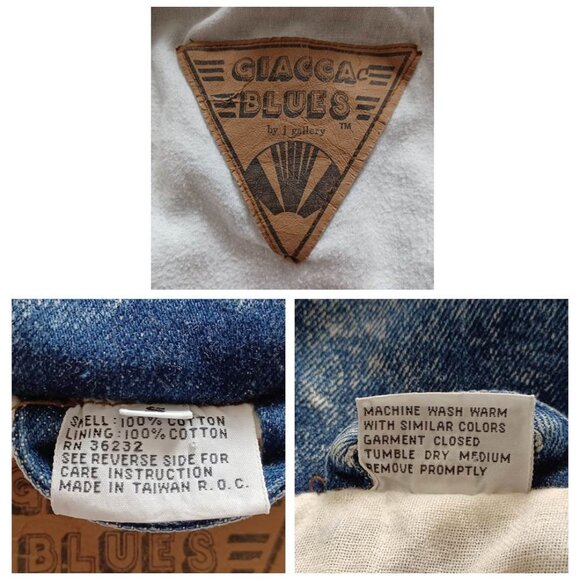 GIACCA
BLUES
by J gallery
TM
SHELL: 100% COTTON
LINING: 100% COTTON
RN 36232
SEE REVERSE SIDE FOR
CARE INSTRUCTION
MADE IN TAIWAN R.O.C.
BLUES
MACHINE WASH WARM
WITH SIMILAR COLORS
GARMENT CLOSED
TUMBLE DRY MEDIUM
REMOVE PROMPTLY